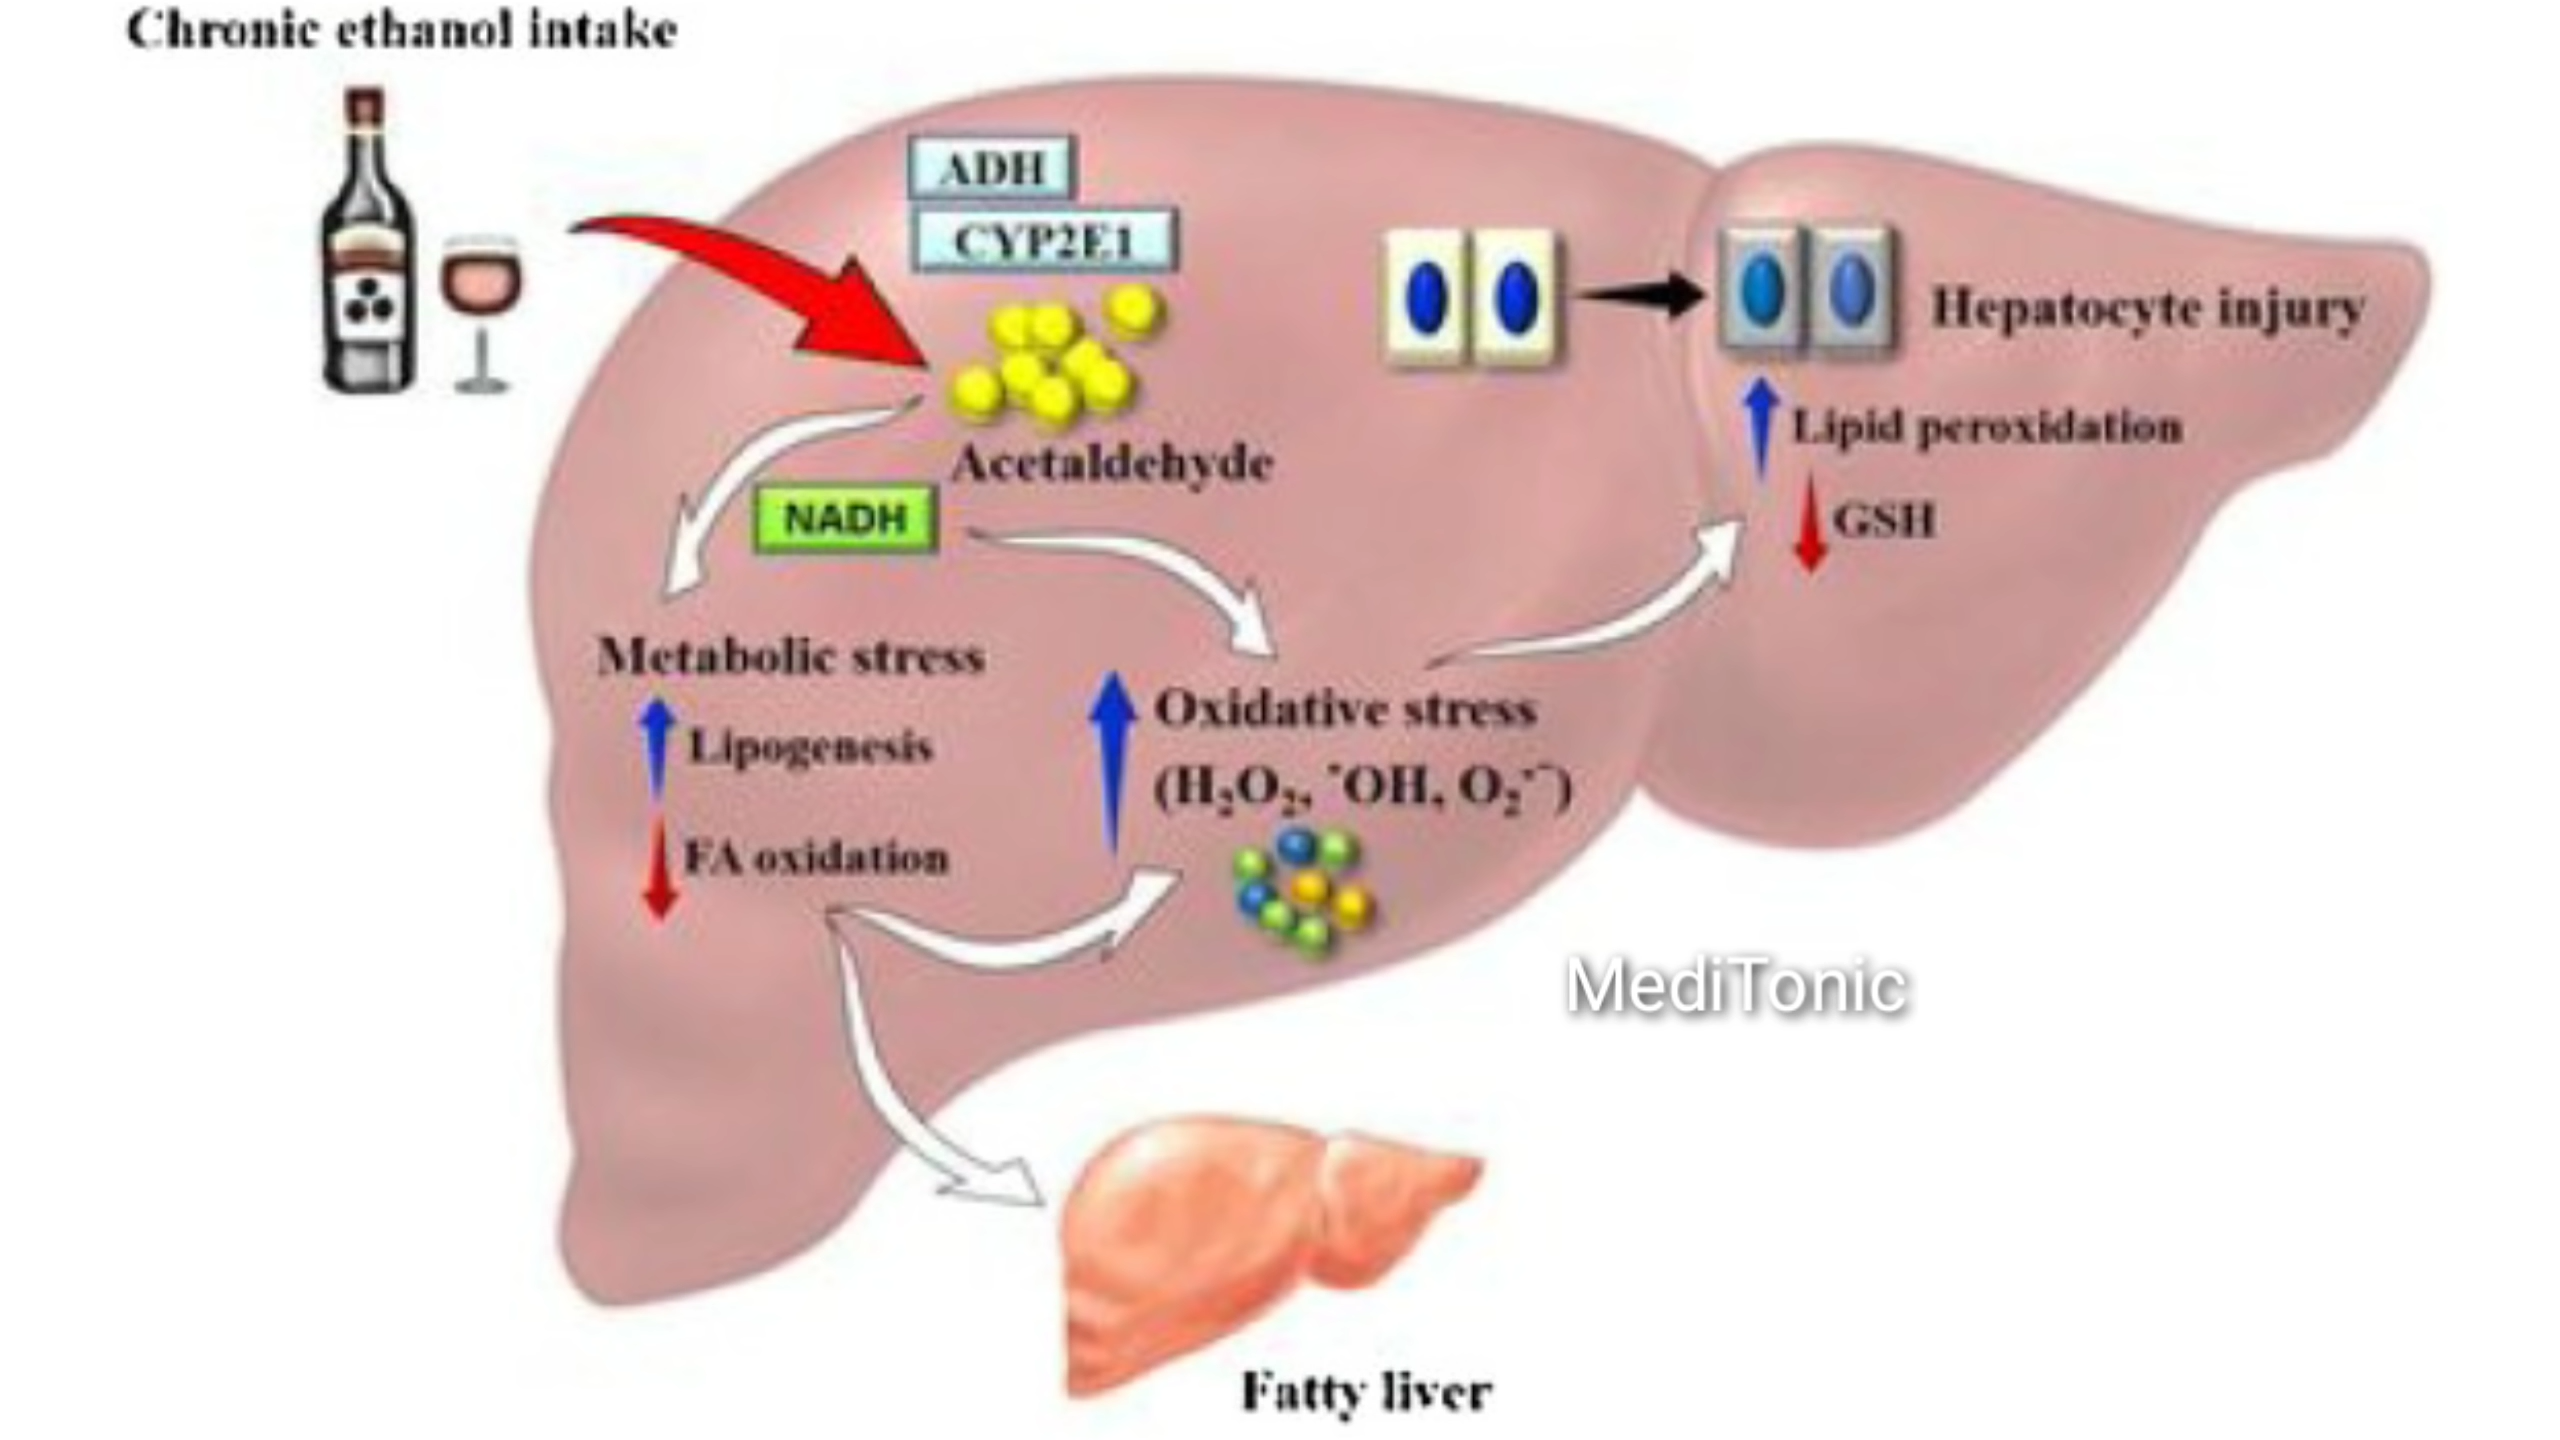 Chronic ethanol intake
ADH
CYP2E1
Acetaldehyde
NADH
Hepatocyte injury
Lipid peroxidation
GSH
Metabolic stress
Lipogenesis
FA oxidation
Oxidative stress
(H₂O₂, •OH, O₂•⁻)
MediTonic
Fatty liver